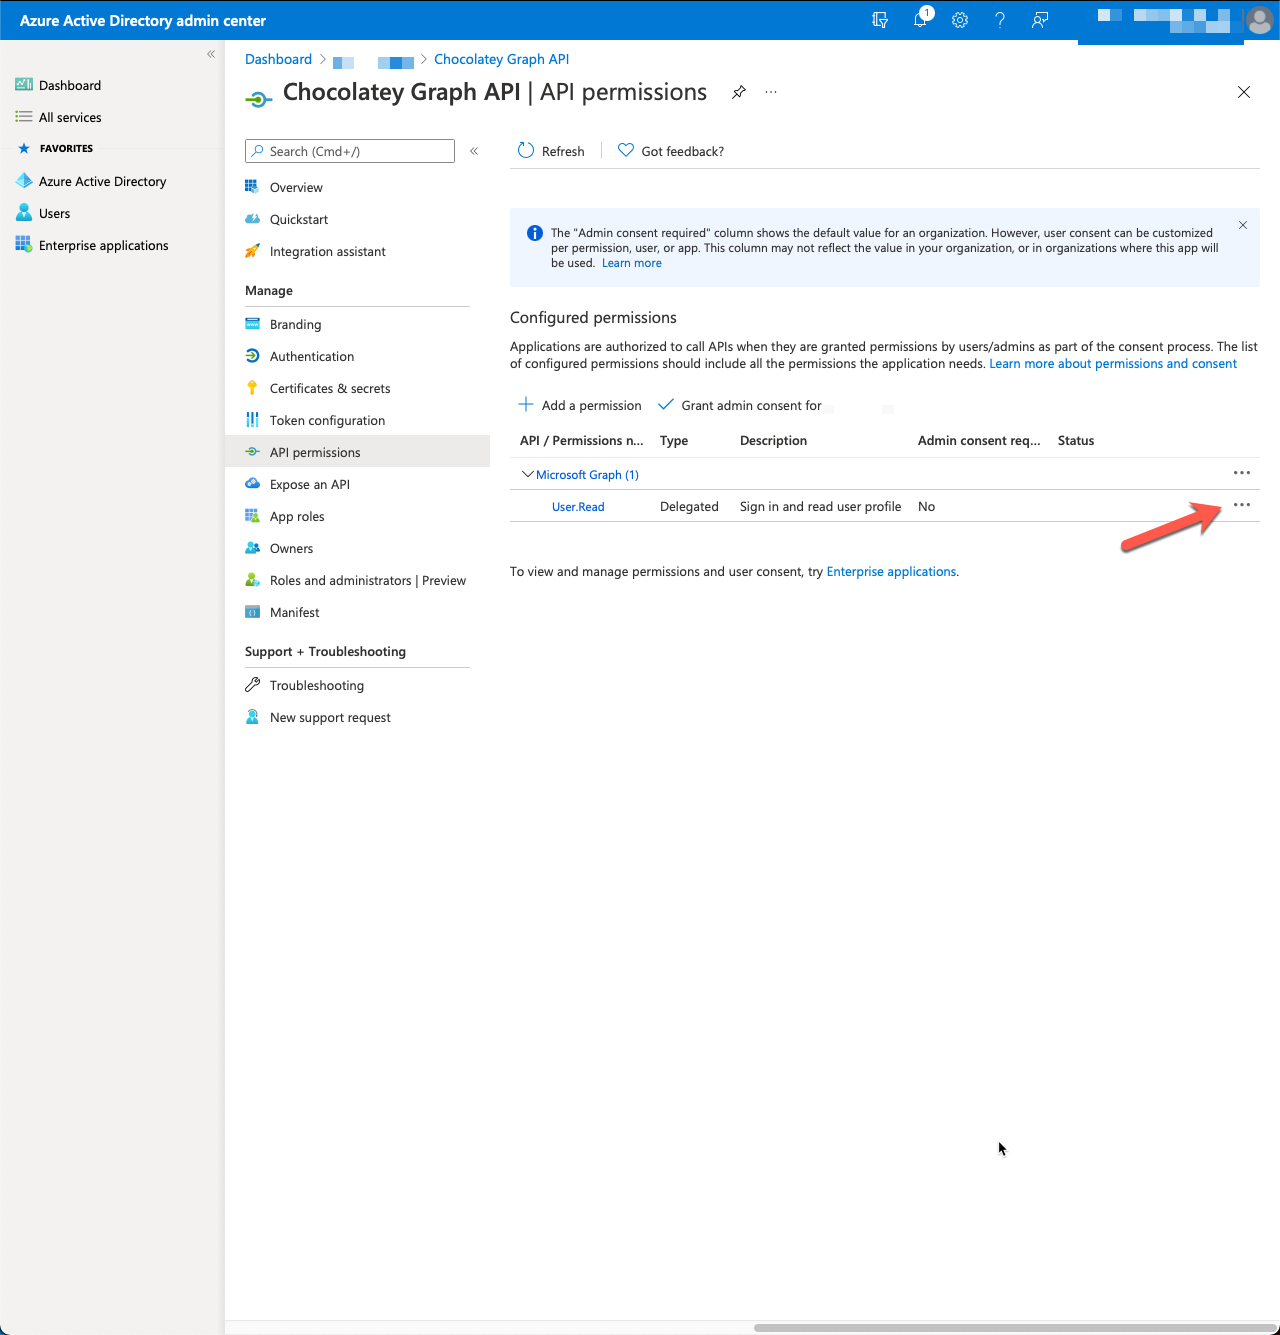 Azure Active Directory admin center
1
Dashboard
All services
FAVORITES
Azure Active Directory
Users
Enterprise applications
Dashboard > > Chocolatey Graph API
Chocolatey Graph API | API permissions
Search (Cmd+/)
Overview
Quickstart
Integration assistant
Manage
Branding
Authentication
Certificates & secrets
Token configuration
API permissions
Expose an API
App roles
Owners
Roles and administrators | Preview
Manifest
Support + Troubleshooting
Troubleshooting
New support request
Refresh
Got feedback?
The "Admin consent required" column shows the default value for an organization. However, user consent can be customized
per permission, user, or app. This column may not reflect the value in your organization, or in organizations where this app will
be used. Learn more
Configured permissions
Applications are authorized to call APIs when they are granted permissions by users/admins as part of the consent process. The list
of configured permissions should include all the permissions the application needs. Learn more about permissions and consent
Add a permission
Grant admin consent for
API / Permissions n... Type Description Admin consent req... Status
Microsoft Graph (1)
User.Read Delegated Sign in and read user profile No
To view and manage permissions and user consent, try Enterprise applications.